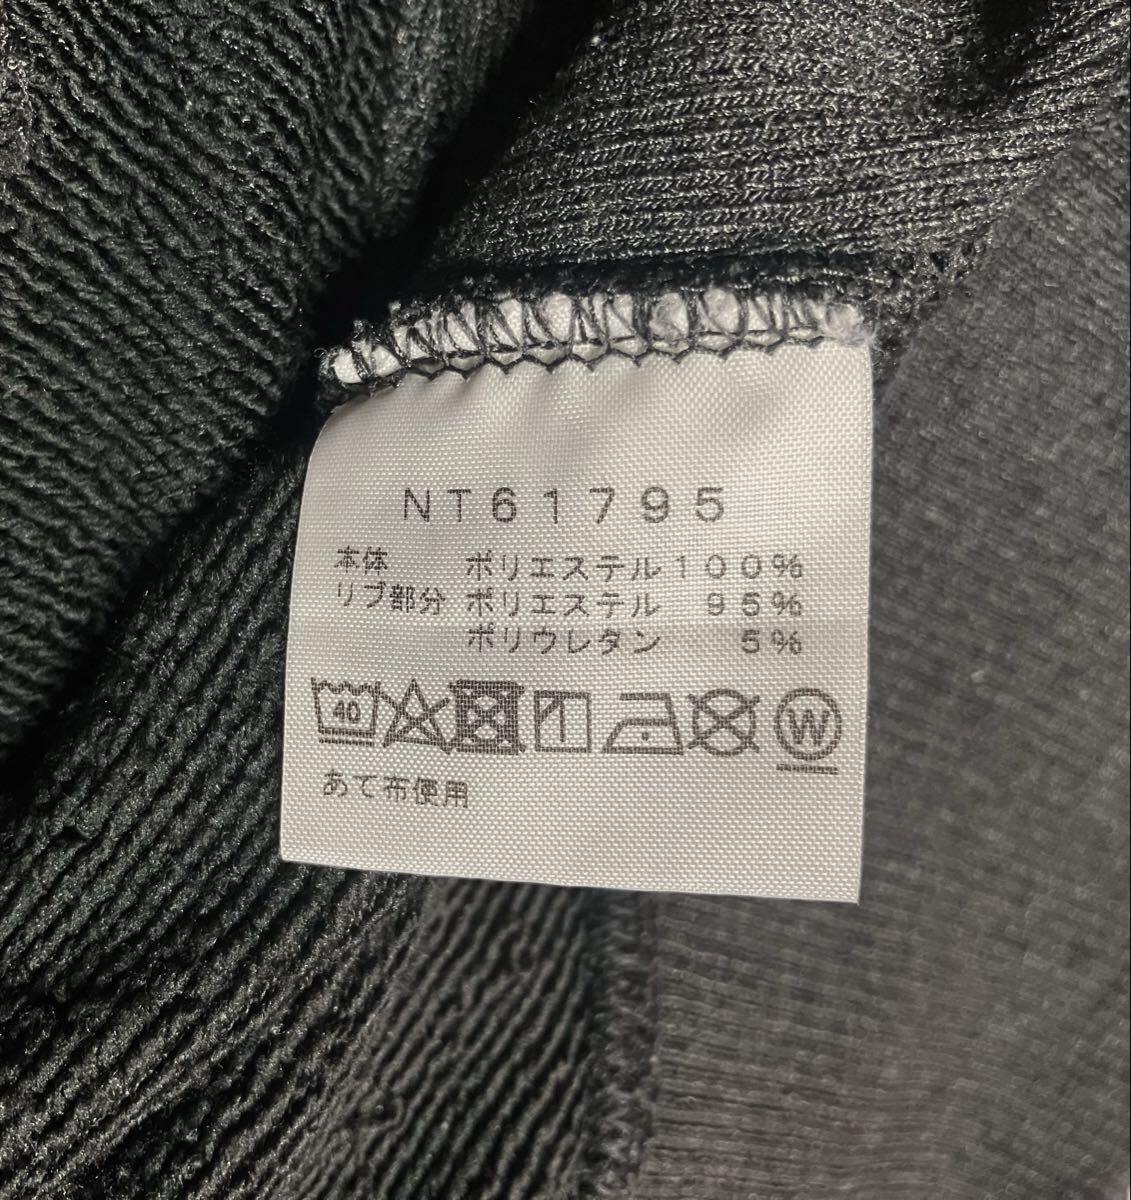 NT61795
本体 ポリエステル100%
リブ部分 ポリエステル 95%
ポリウレタン 5%
40 W
あて布使用